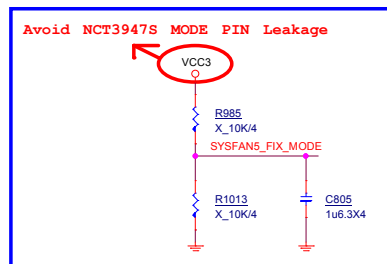 Avoid NCT3947S MODE PIN Leakage
VCC3
R985
X_10K/4
SYSFAN5_FIX_MODE
R1013
X_10K/4
C805
1u6.3X4